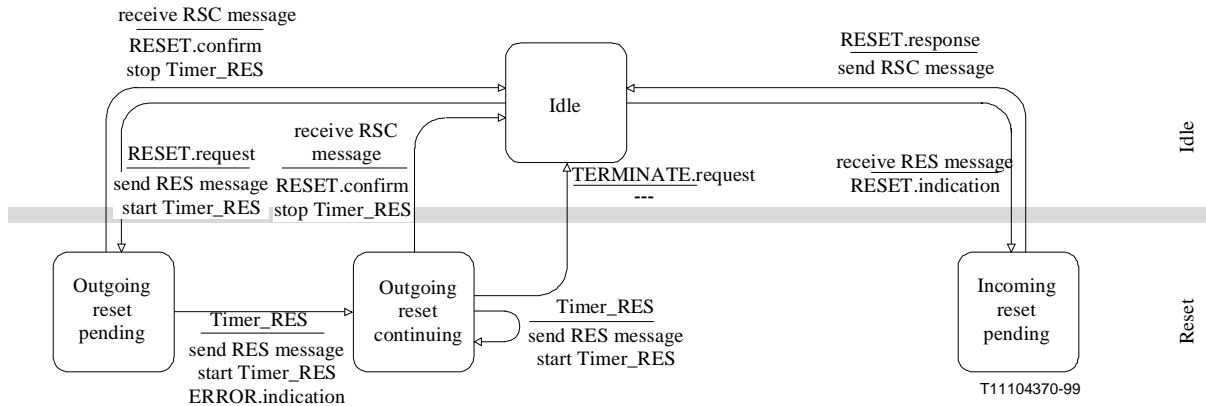 receive RSC message
RESET.confirm
stop Timer_RES
RESET.response
send RSC message
Idle
Idle
receive RSC
message
RESET.confirm
stop Timer_RES
RESET.request
send RES message
start Timer_RES
TERMINATE.request
---
receive RES message
RESET.indication
Outgoing
reset
pending
Outgoing
reset
continuing
Incoming
reset
pending
Reset
Timer_RES
send RES message
start Timer_RES
ERROR.indication
Timer_RES
send RES message
start Timer_RES
T11104370-99